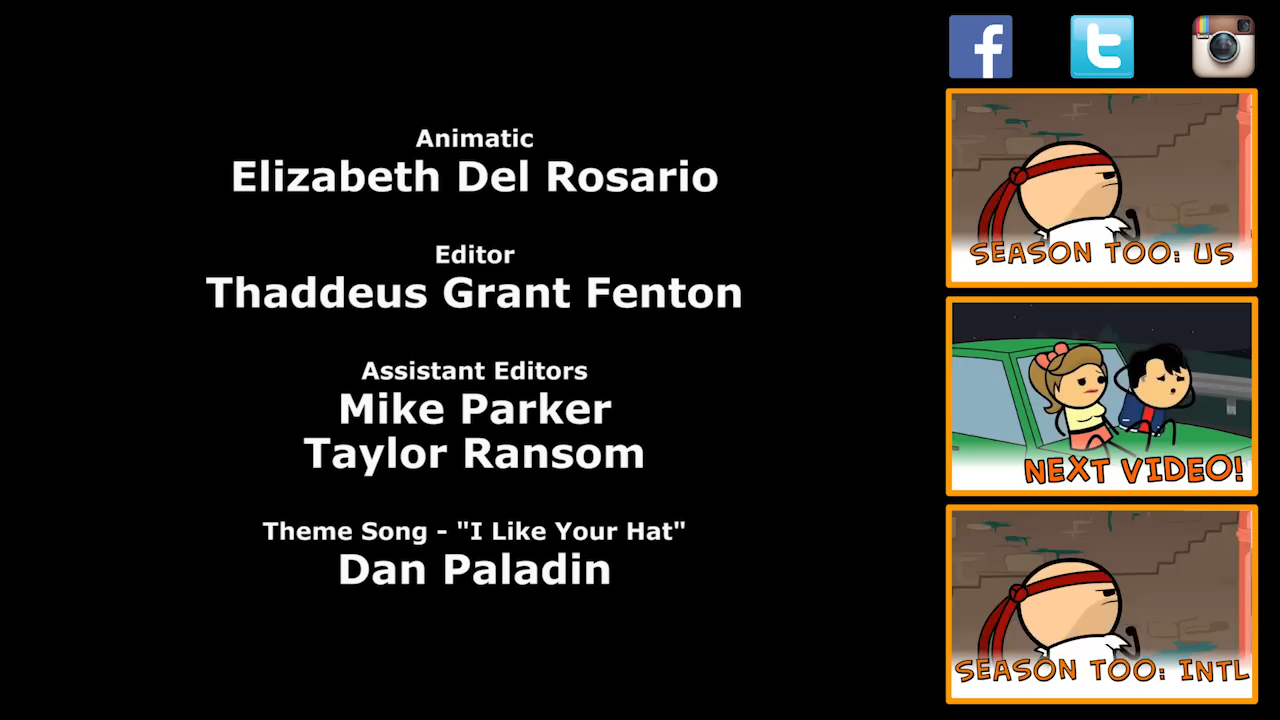 Animatic
Elizabeth Del Rosario
Editor
Thaddeus Grant Fenton
Assistant Editors
Mike Parker
Taylor Ransom
Theme Song - "I Like Your Hat"
Dan Paladin
SEASON TOO: US
NEXT VIDEO!
SEASON TOO: INTL